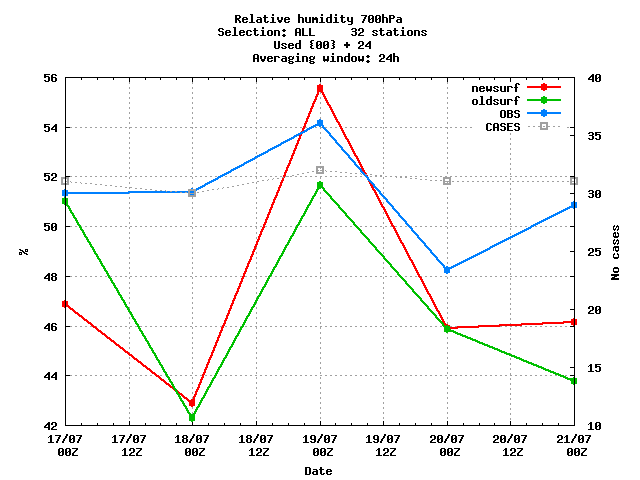 Relative humidity 700hPa
Selection: ALL     32 stations
Used {00} + 24
Averaging window: 24h
newsurf
oldsurf
OBS
CASES
56
54
52
50
48
46
44
42
%
40
35
30
25
20
15
10
No cases
17/07 17/07 18/07 18/07 19/07 19/07 20/07 20/07 21/07
00Z 12Z 00Z 12Z 00Z 12Z 00Z 12Z 00Z
Date